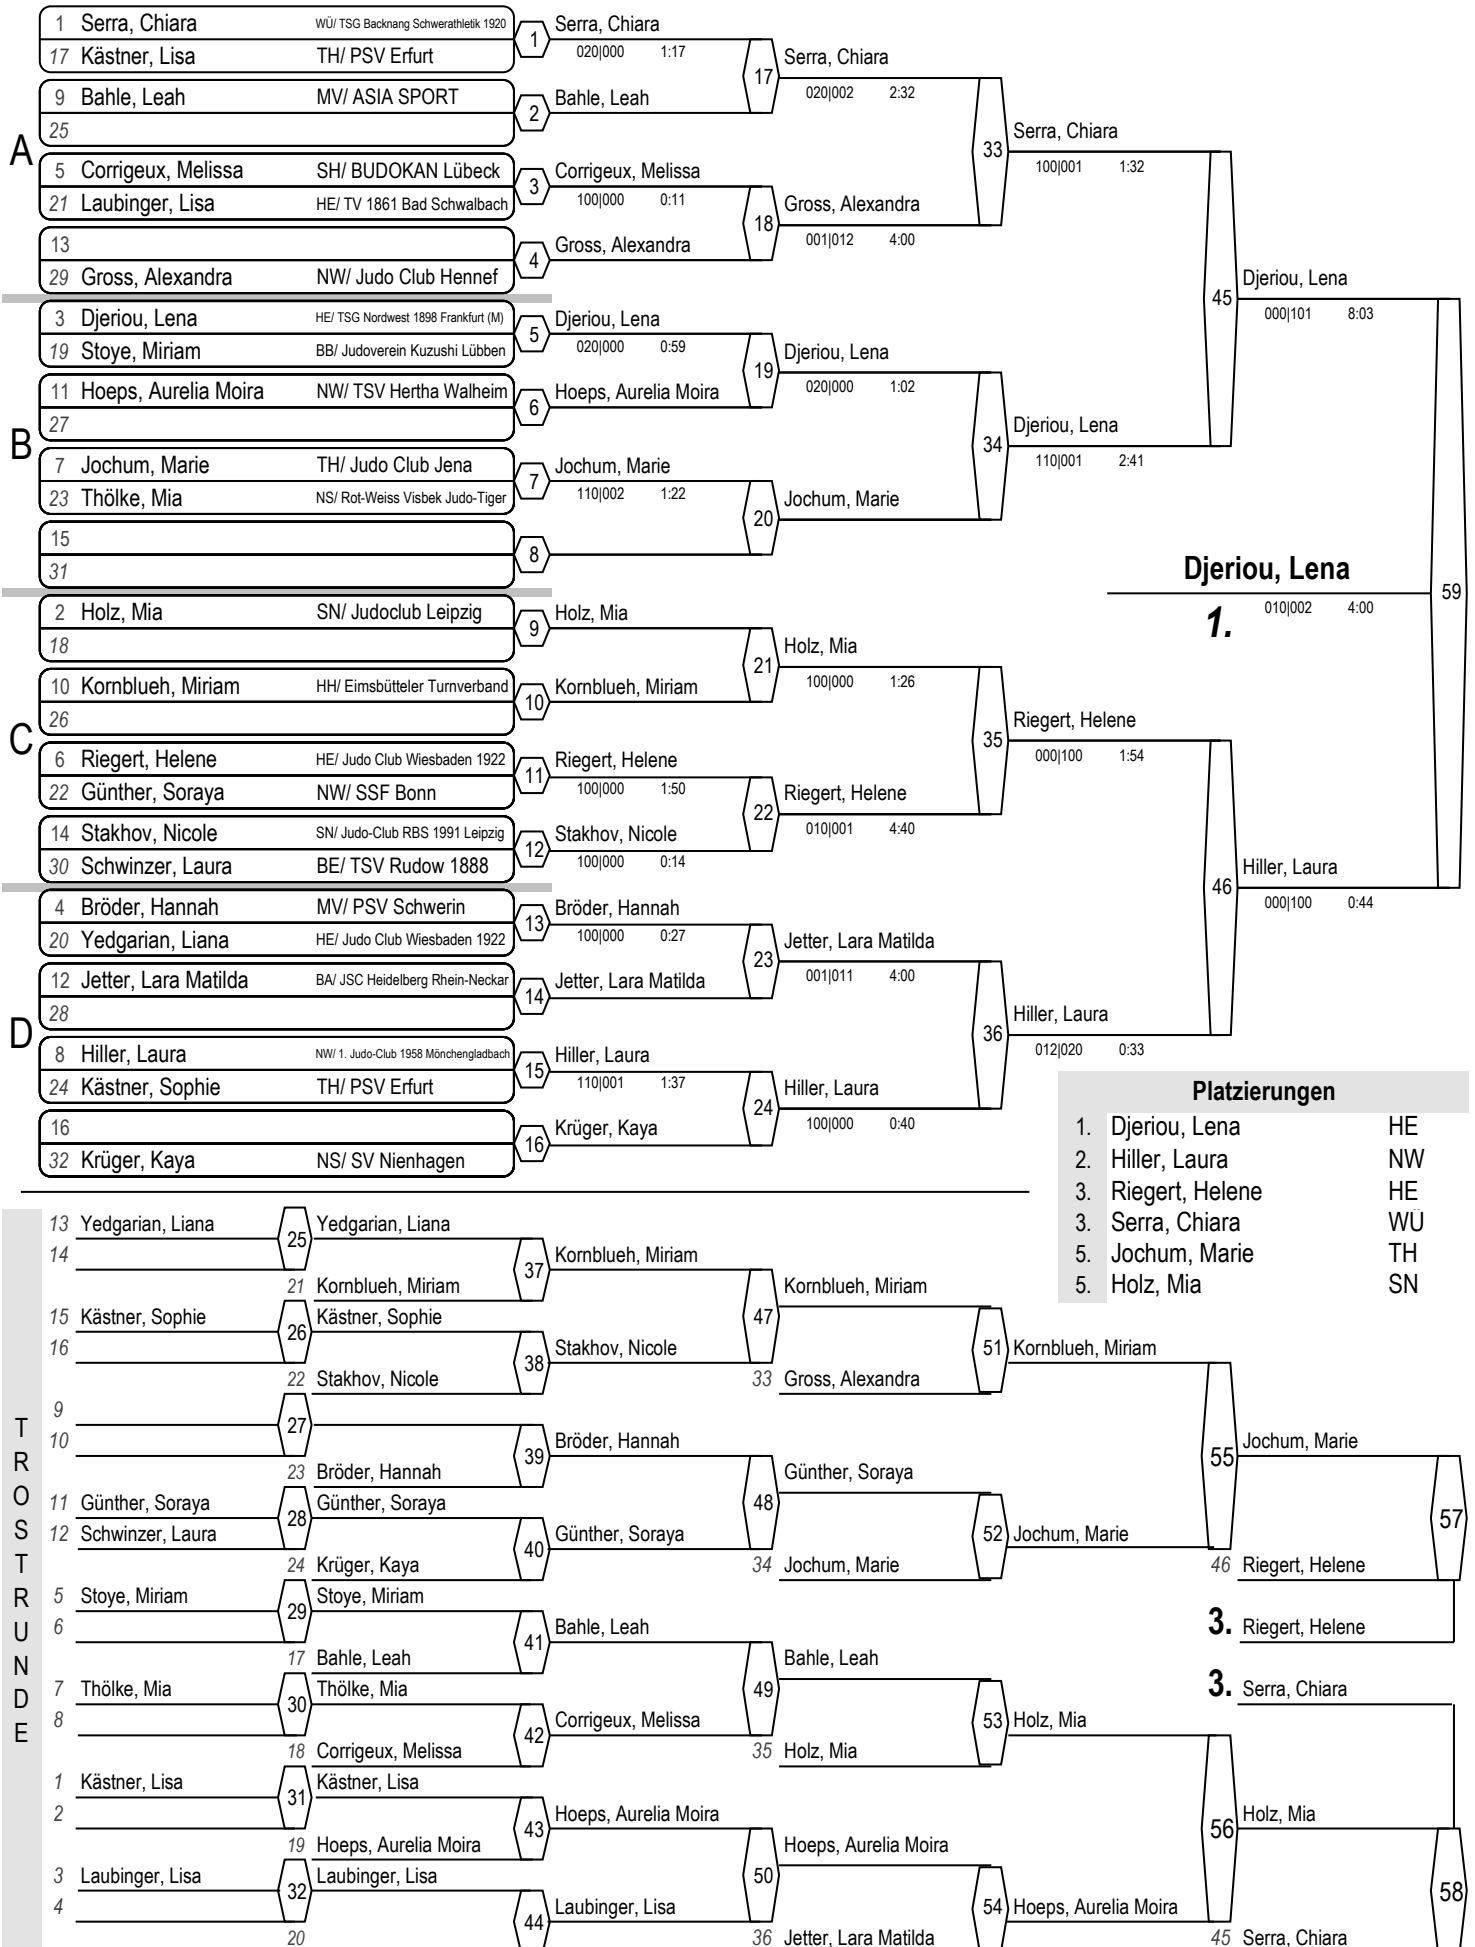 1 Serra, Chiara WÜ/ TSG Backnang Schwerathletik 1920
17 Kästner, Lisa TH/ PSV Erfurt
1 Serra, Chiara
020|000 1:17
9 Bahle, Leah MV/ ASIA SPORT
25
2 Bahle, Leah
17 Serra, Chiara
020|002 2:32
A
5 Corrigeux, Melissa SH/ BUDOKAN Lübeck
21 Laubinger, Lisa HE/ TV 1861 Bad Schwalbach
3 Corrigeux, Melissa
100|000 0:11
13
29 Gross, Alexandra NW/ Judo Club Hennef
4 Gross, Alexandra
18 Gross, Alexandra
001|012 4:00
33 Serra, Chiara
100|001 1:32
3 Djeriou, Lena HE/ TSG Nordwest 1898 Frankfurt (M)
19 Stoye, Miriam BB/ Judoverein Kuzushi Lübben
5 Djeriou, Lena
020|000 0:59
11 Hoeps, Aurelia Moira NW/ TSV Hertha Walheim
27
6 Hoeps, Aurelia Moira
19 Djeriou, Lena
020|000 1:02
B
7 Jochum, Marie TH/ Judo Club Jena
23 Thölke, Mia NS/ Rot-Weiss Visbek Judo-Tiger
7 Jochum, Marie
110|002 1:22
15
31
8
20 Jochum, Marie
34 Djeriou, Lena
110|001 2:41
45 Djeriou, Lena
000|101 8:03
Djeriou, Lena
1. 010|002 4:00
59
2 Holz, Mia SN/ Judoclub Leipzig
18
9 Holz, Mia
10 Kornblueh, Miriam HH/ Eimsbütteler Turnverband
26
10 Kornblueh, Miriam
21 Holz, Mia
100|000 1:26
C
6 Riegert, Helene HE/ Judo Club Wiesbaden 1922
22 Günther, Soraya NW/ SSF Bonn
11 Riegert, Helene
100|000 1:50
14 Stakhov, Nicole SN/ Judo-Club RBS 1991 Leipzig
30 Schwinzer, Laura BE/ TSV Rudow 1888
12 Stakhov, Nicole
100|000 0:14
22 Riegert, Helene
010|001 4:40
35 Riegert, Helene
000|100 1:54
4 Bröder, Hannah MV/ PSV Schwerin
20 Yedgarian, Liana HE/ Judo Club Wiesbaden 1922
13 Bröder, Hannah
100|000 0:27
12 Jetter, Lara Matilda BA/ JSC Heidelberg Rhein-Neckar
28
14 Jetter, Lara Matilda
23 Jetter, Lara Matilda
001|011 4:00
D
8 Hiller, Laura NW/ 1. Judo-Club 1958 Mönchengladbach
24 Kästner, Sophie TH/ PSV Erfurt
15 Hiller, Laura
110|001 1:37
16
32 Krüger, Kaya NS/ SV Nienhagen
16 Krüger, Kaya
24 Hiller, Laura
100|000 0:40
36 Hiller, Laura
012|020 0:33
46 Hiller, Laura
000|100 0:44
Platzierungen
1. Djeriou, Lena HE
2. Hiller, Laura NW
3. Riegert, Helene HE
3. Serra, Chiara WÜ
5. Jochum, Marie TH
5. Holz, Mia SN
TROSTRUNDE
13 Yedgarian, Liana
14
25 Yedgarian, Liana
21 Kornblueh, Miriam
37 Kornblueh, Miriam
15 Kästner, Sophie
16
26 Kästner, Sophie
22 Stakhov, Nicole
38 Stakhov, Nicole
47 Kornblueh, Miriam
33 Gross, Alexandra
51 Kornblueh, Miriam
9
10
27
23 Bröder, Hannah
39 Bröder, Hannah
11 Günther, Soraya
12 Schwinzer, Laura
28 Günther, Soraya
24 Krüger, Kaya
40 Günther, Soraya
48 Günther, Soraya
34 Jochum, Marie
52 Jochum, Marie
55 Jochum, Marie
46 Riegert, Helene
57
3. Riegert, Helene
5 Stoye, Miriam
6
29 Stoye, Miriam
17 Bahle, Leah
41 Bahle, Leah
7 Thölke, Mia
8
30 Thölke, Mia
18 Corrigeux, Melissa
42 Corrigeux, Melissa
49 Bahle, Leah
35 Holz, Mia
53 Holz, Mia
3. Serra, Chiara
1 Kästner, Lisa
2
31 Kästner, Lisa
19 Hoeps, Aurelia Moira
43 Hoeps, Aurelia Moira
3 Laubinger, Lisa
4
32 Laubinger, Lisa
20
44 Laubinger, Lisa
50 Hoeps, Aurelia Moira
36 Jetter, Lara Matilda
54 Hoeps, Aurelia Moira
56 Holz, Mia
45 Serra, Chiara
58